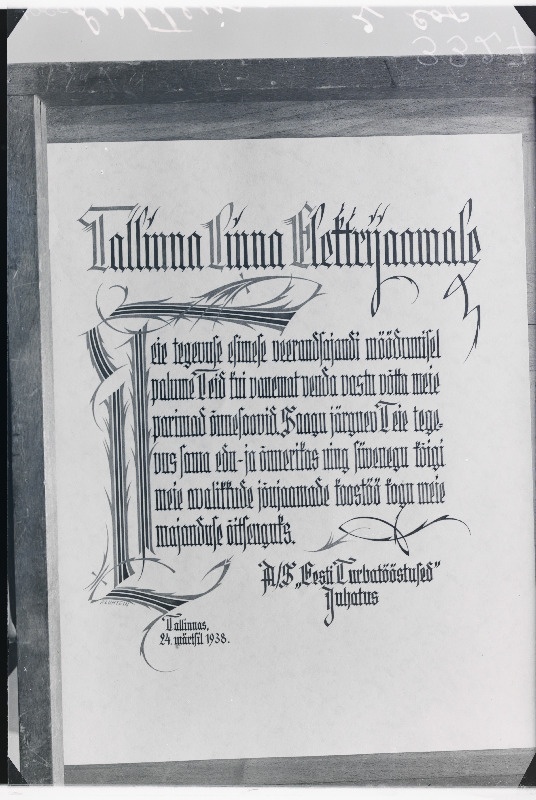 Tallinna Linna Elektrijaamale
Teie tegevuse esimese veerandsajandi möödumisel
palume Teid kui vanemat venda vastu võtta meie
parimad õnnesoovid. Saagu järgnev Teie tege-
vus sama edu- ja õnnerikas ning süvenegu kõigi
meie avalikkude jõujaamade koostöö kogu meie
majanduse õitsenguks.
A/S „Eesti Turbatööstused"
Juhatus
Tallinnas,
24. märtsil 1938.